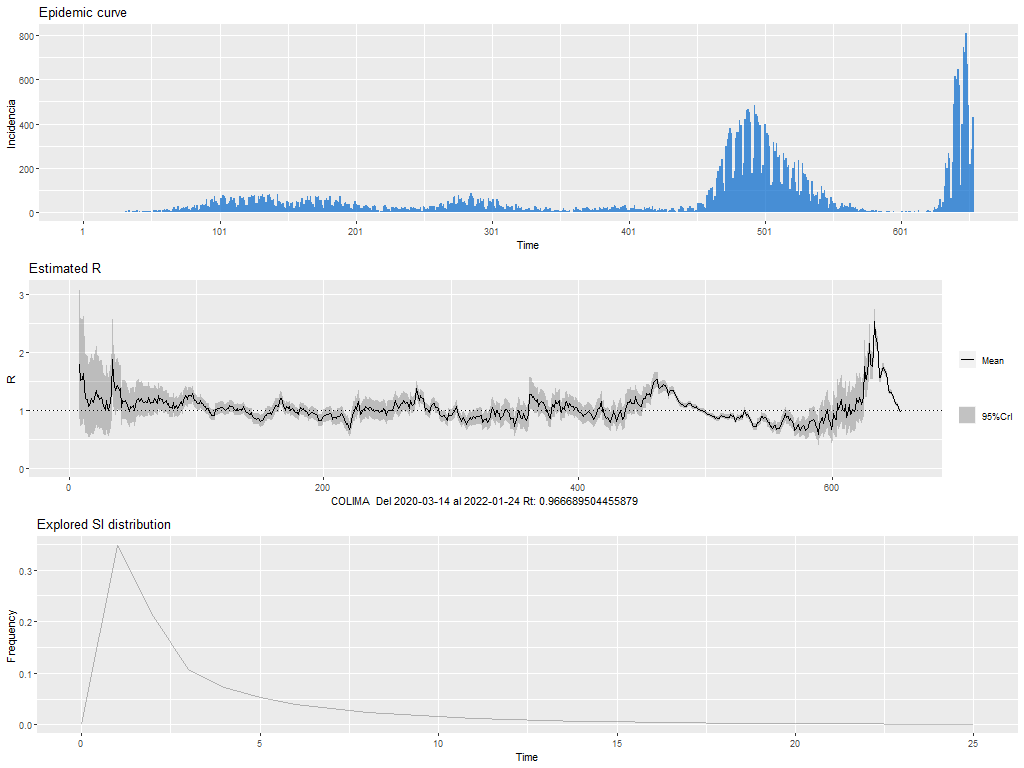 Epidemic curve
800
600
400
200
0
Incidencia
1
101
201
301
401
501
601
Time
Estimated R
3
2
1
0
R
Mean
95%CrI
0
200
400
600
COLIMA Del 2020-03-14 al 2022-01-24 Rt: 0.966689504455879
Explored SI distribution
0.3
0.2
0.1
0.0
Frequency
0
5
10
15
20
25
Time